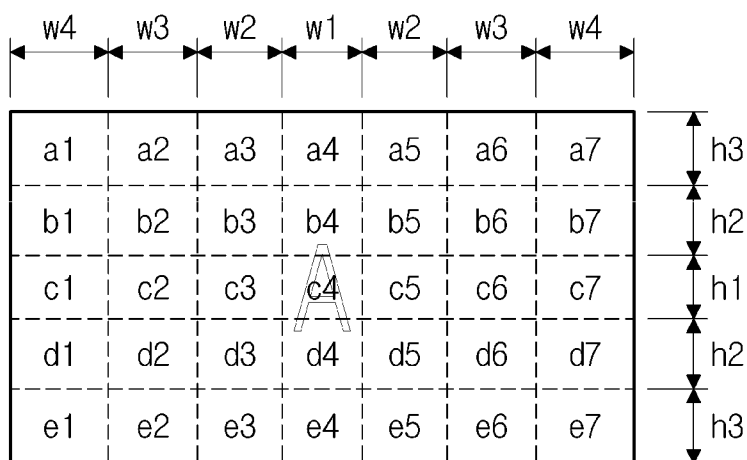 w4 w3 w2 w1 w2 w3 w4
a1 a2 a3 a4 a5 a6 a7 h3
b1 b2 b3 b4 b5 b6 b7 h2
A
c1 c2 c3 c4 c5 c6 c7 h1
d1 d2 d3 d4 d5 d6 d7 h2
e1 e2 e3 e4 e5 e6 e7 h3